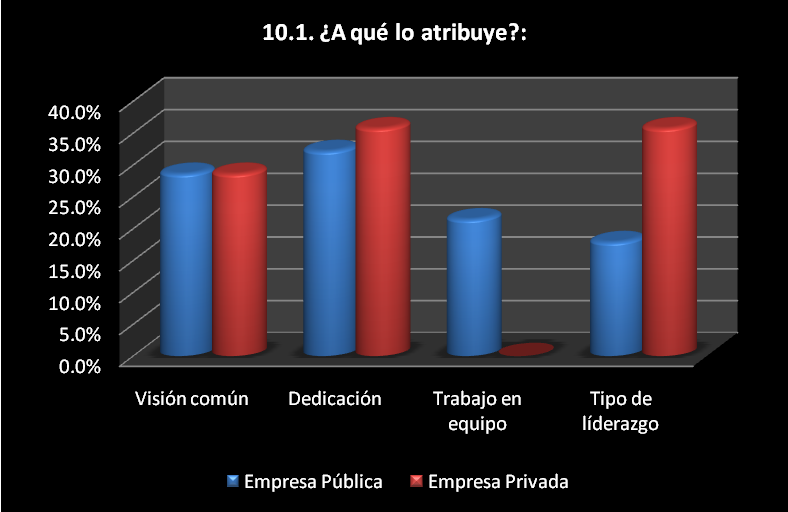 10.1. ¿A qué lo atribuye?:
40.0%
35.0%
30.0%
25.0%
20.0%
15.0%
10.0%
5.0%
0.0%
Visión común
Dedicación
Trabajo en
equipo
Tipo de
líderazgo
Empresa Pública
Empresa Privada